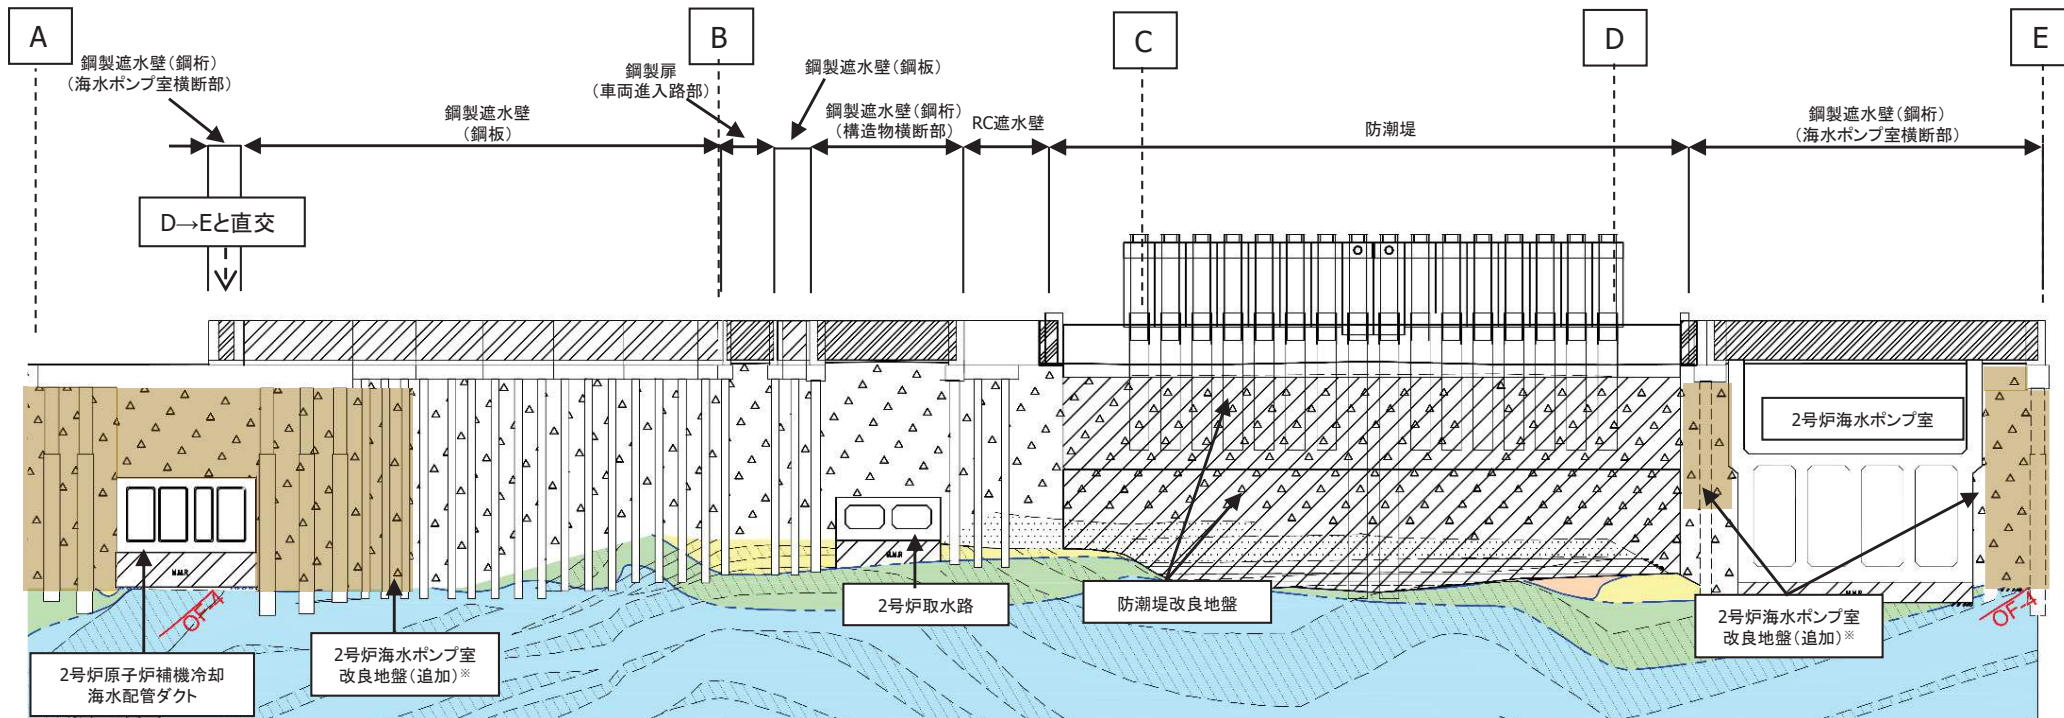 A
B
C
D
E
鋼製遮水壁(鋼桁)
(海水ポンプ室横断部)
鋼製遮水壁
(鋼板)
鋼製扉
(車両進入路部)
鋼製遮水壁(鋼板)
鋼製遮水壁(鋼桁)
(構造物横断部)
RC遮水壁
防潮堤
鋼製遮水壁(鋼桁)
(海水ポンプ室横断部)
D→Eと直交
2号炉海水ポンプ室
M.M.R
M.M.R
M.M.R
OF-4
OF-4
2号炉原子炉補機冷却
海水配管ダクト
2号炉海水ポンプ室
改良地盤(追加)※
2号炉取水路
防潮堤改良地盤
2号炉海水ポンプ室
改良地盤(追加)※